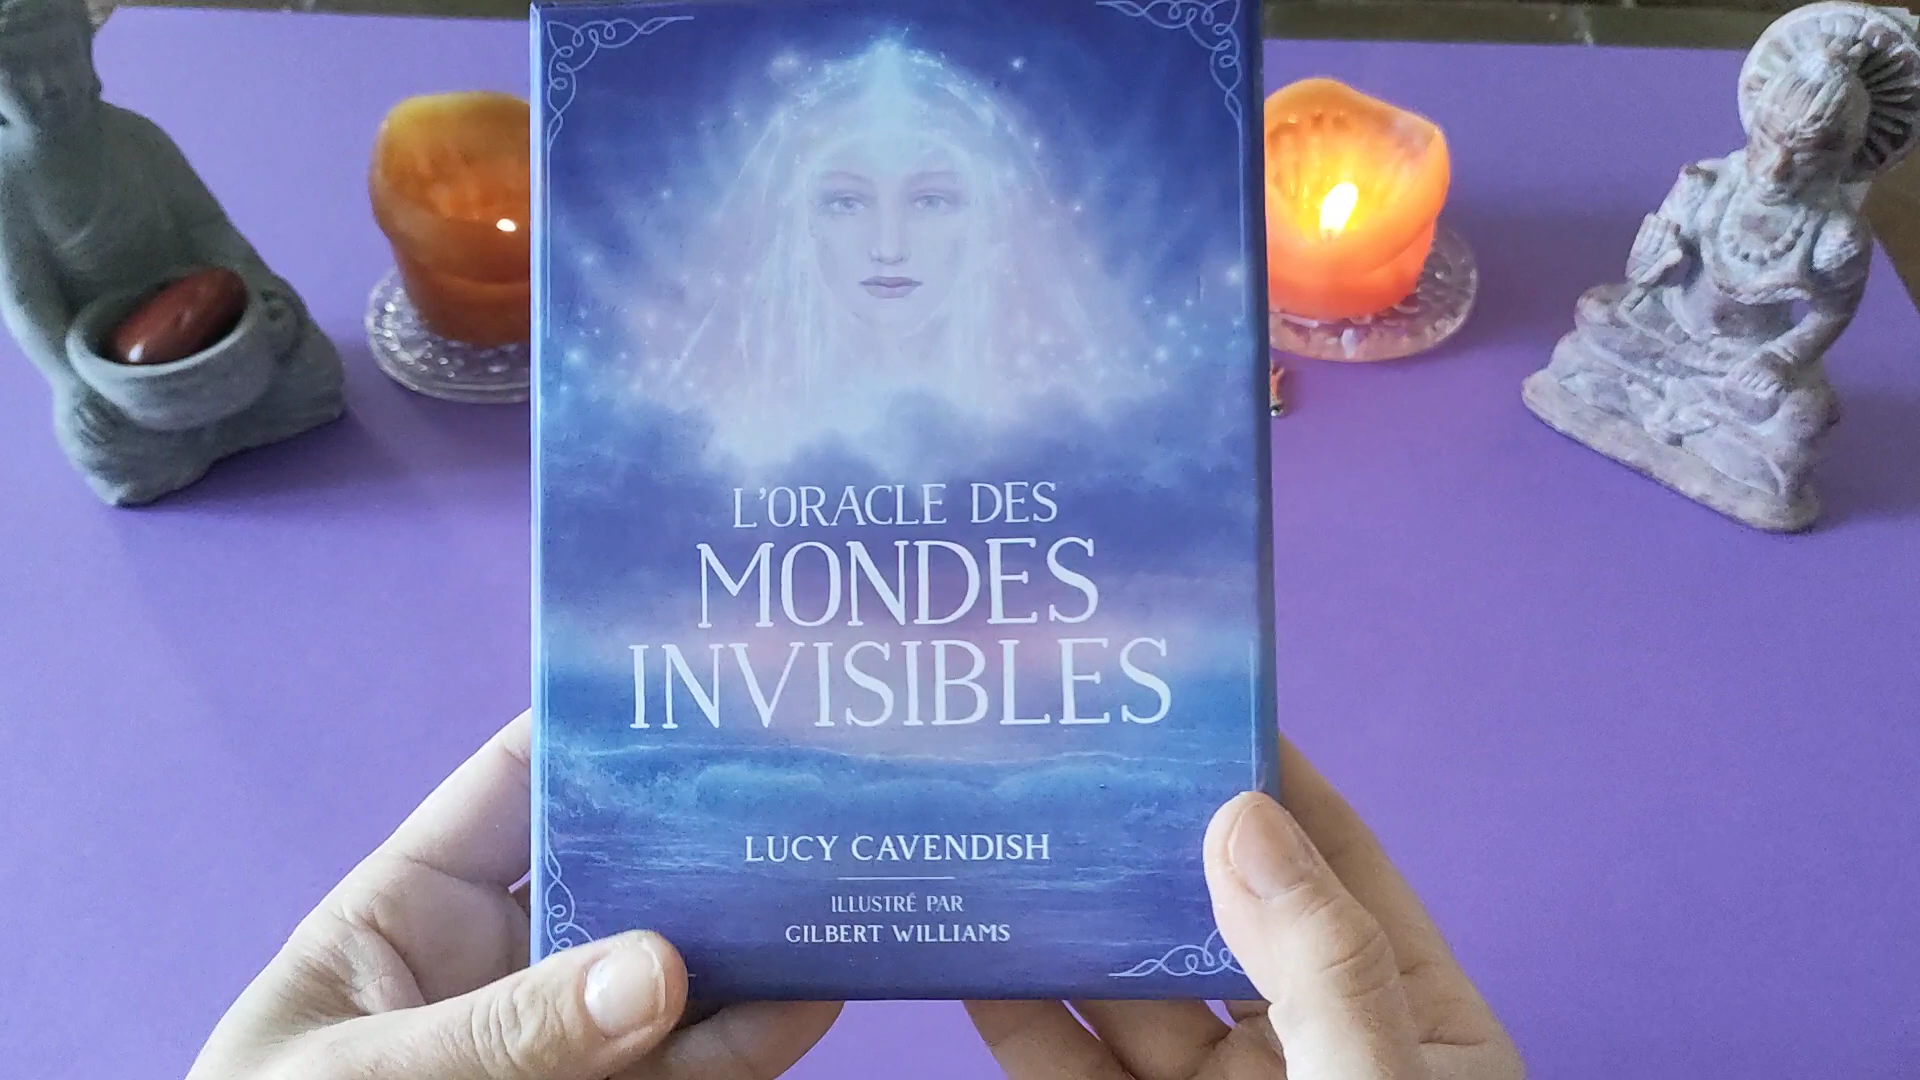 L'ORACLE DES
MONDES
INVISIBLES
LUCY CAVENDISH
ILLUSTRÉ PAR
GILBERT WILLIAMS